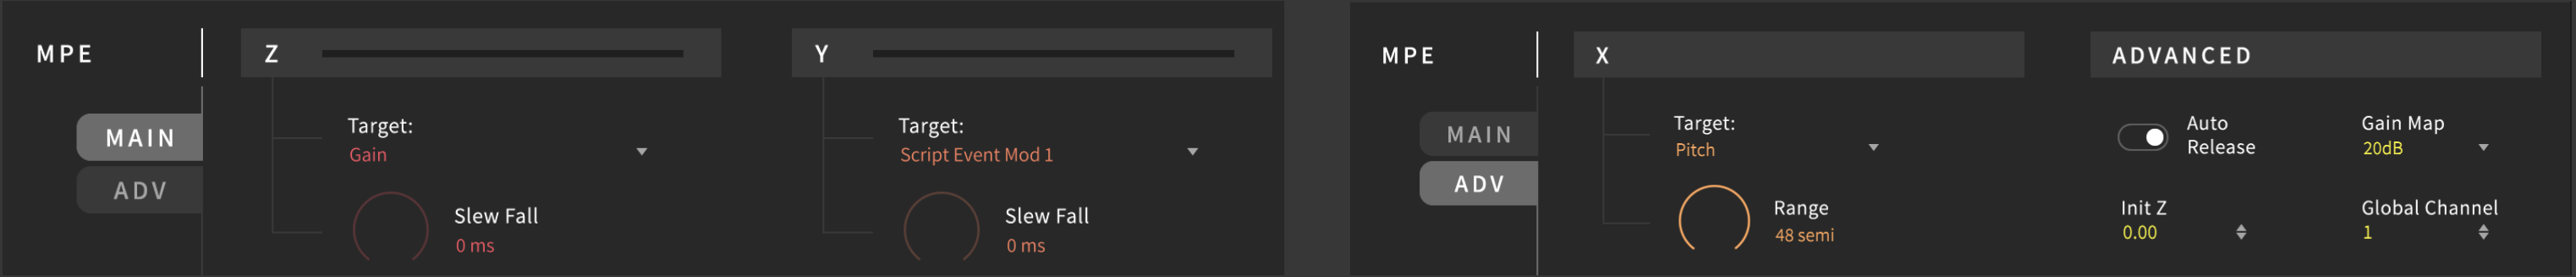 MPE
MAIN
ADV
Z
Target:
Gain
Slew Fall
0 ms
Y
Target:
Script Event Mod 1
Slew Fall
0 ms
MPE
MAIN
ADV
X
Target:
Pitch
Range
48 semi
ADVANCED
Auto
Release
Gain Map
20dB
Init Z
0.00
Global Channel
1